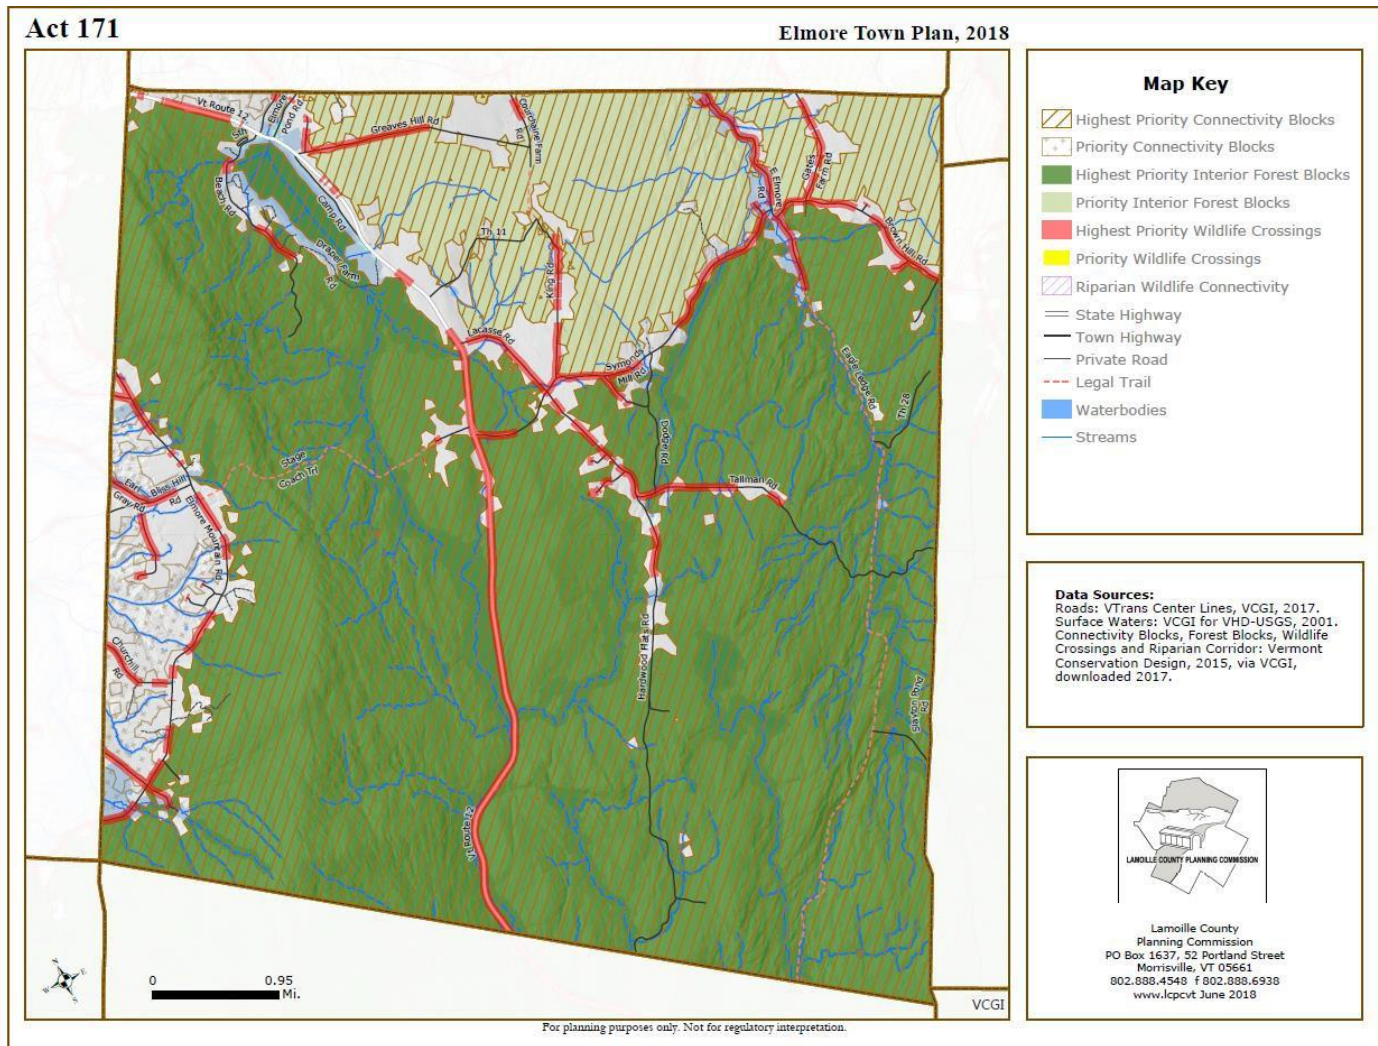 Act 171
Elmore Town Plan, 2018
Vt Route 12
Sth
Elmore
Pond Rd
Greaves Hill Rd
Courchaine Farm
Rd
Beach Rd
Camp Rd
Draper Farm
Rd
Th 11
King Rd
E Elmore
Rd
Gates
Farm Rd
Brown Hill Rd
Lacasse Rd
Symonds
Mill Rd
Eagle Ledge Rd
Th 28
Dodge Rd
Tallman Rd
Stage
Coach Trl
Earl
Gray Rd
Bliss Hill
Rd
Elmore Mountain Rd
Churchill
Rd
Hardwood Flats Rd
Slayton Pond
Rd
Vt Route 12
N
E
S
W
0
0.95
Mi.
VCGI
For planning purposes only. Not for regulatory interpretation.
Map Key
Highest Priority Connectivity Blocks
Priority Connectivity Blocks
Highest Priority Interior Forest Blocks
Priority Interior Forest Blocks
Highest Priority Wildlife Crossings
Priority Wildlife Crossings
Riparian Wildlife Connectivity
State Highway
Town Highway
Private Road
Legal Trail
Waterbodies
Streams
Data Sources:
Roads: VTrans Center Lines, VCGI, 2017.
Surface Waters: VCGI for VHD-USGS, 2001.
Connectivity Blocks, Forest Blocks, Wildlife
Crossings and Riparian Corridor: Vermont
Conservation Design, 2015, via VCGI,
downloaded 2017.
LAMOILLE COUNTY PLANNING COMMISSION
Lamoille County
Planning Commission
PO Box 1637, 52 Portland Street
Morrisville, VT 05661
802.888.4548 f 802.888.6938
www.lcpcvt June 2018